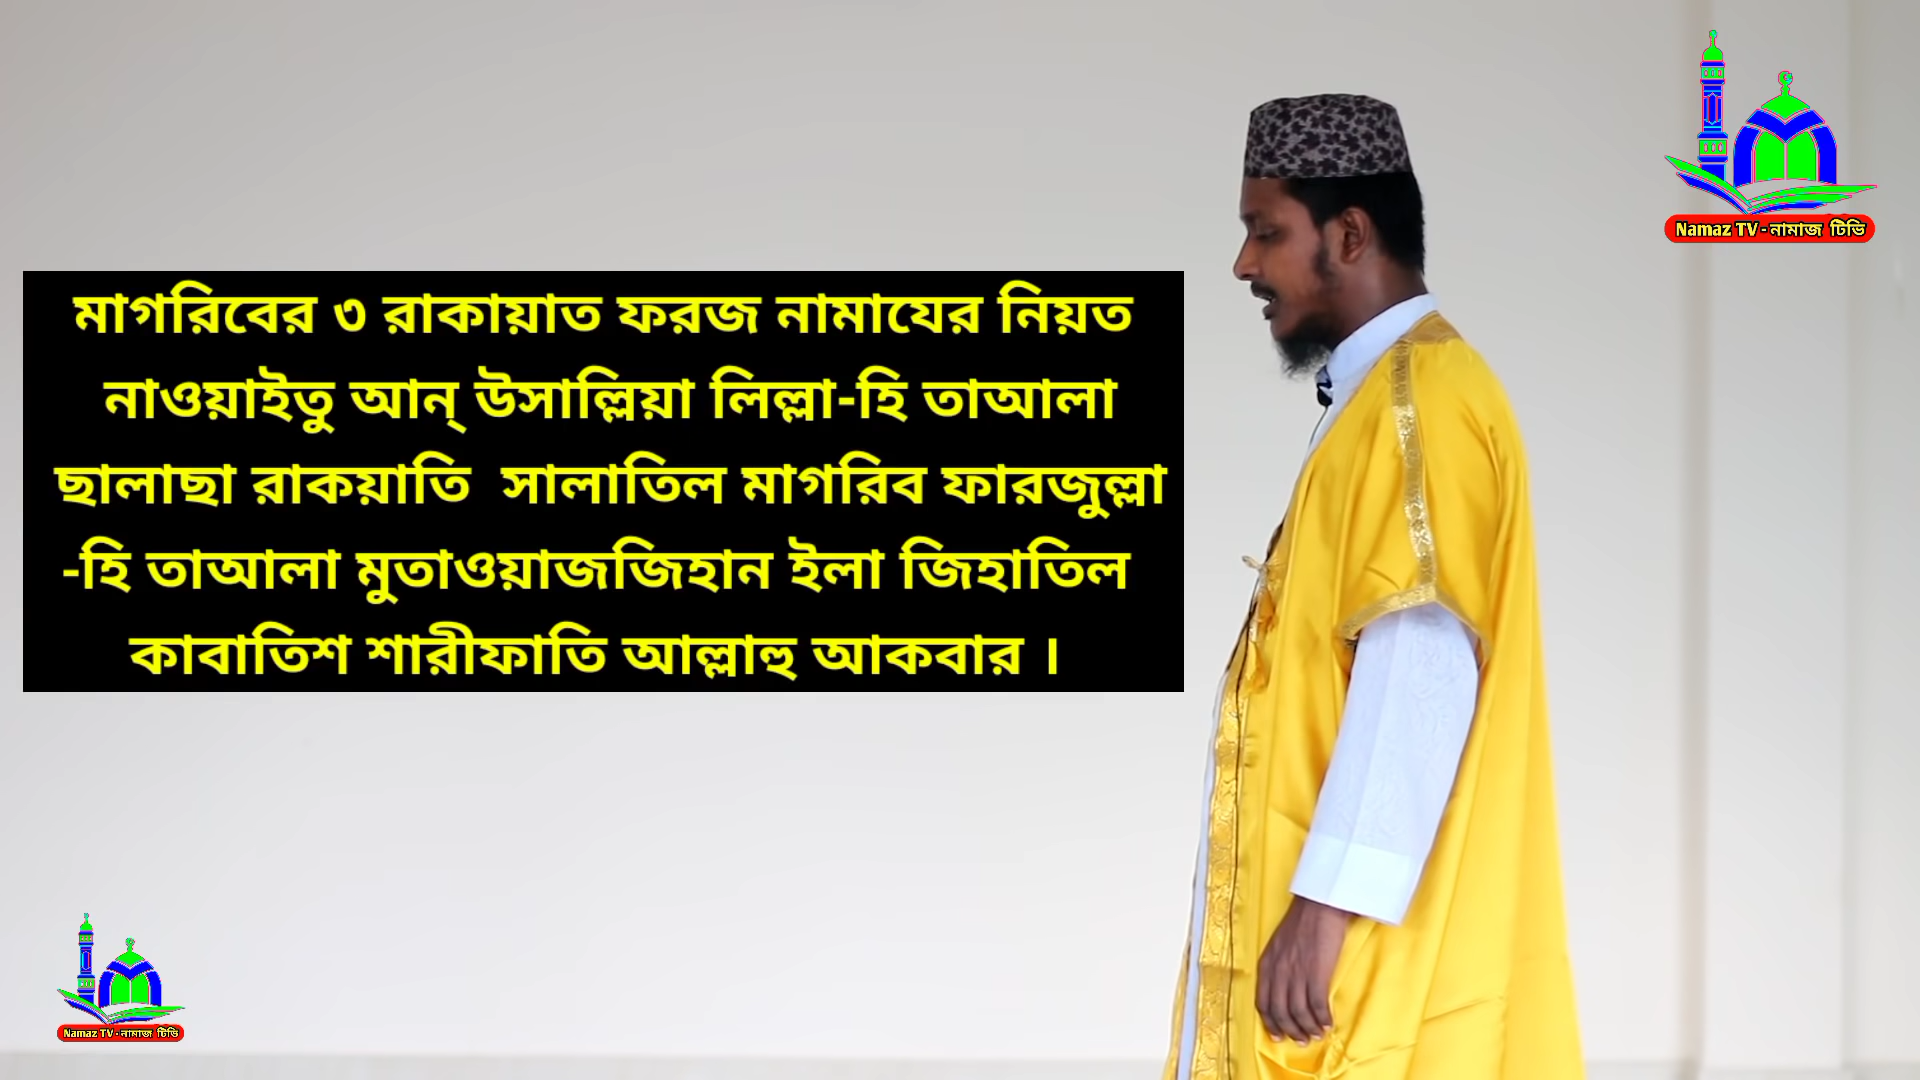 Namaz TV - নামাজ টিভি
মাগরিবের ৩ রাকায়াত ফরজ নামাযের নিয়ত
নাওয়াইতু আন্ উসাল্লিয়া লিল্লা-হি তাআলা
ছালাছা রাকয়াতি সালাতিল মাগরিব ফারজুল্লা
-হি তাআলা মুতাওয়াজজিহান ইলা জিহাতিল
কাবাতিশ শারীফাতি আল্লাহু আকবার ।
Namaz TV - নামাজ টিভি